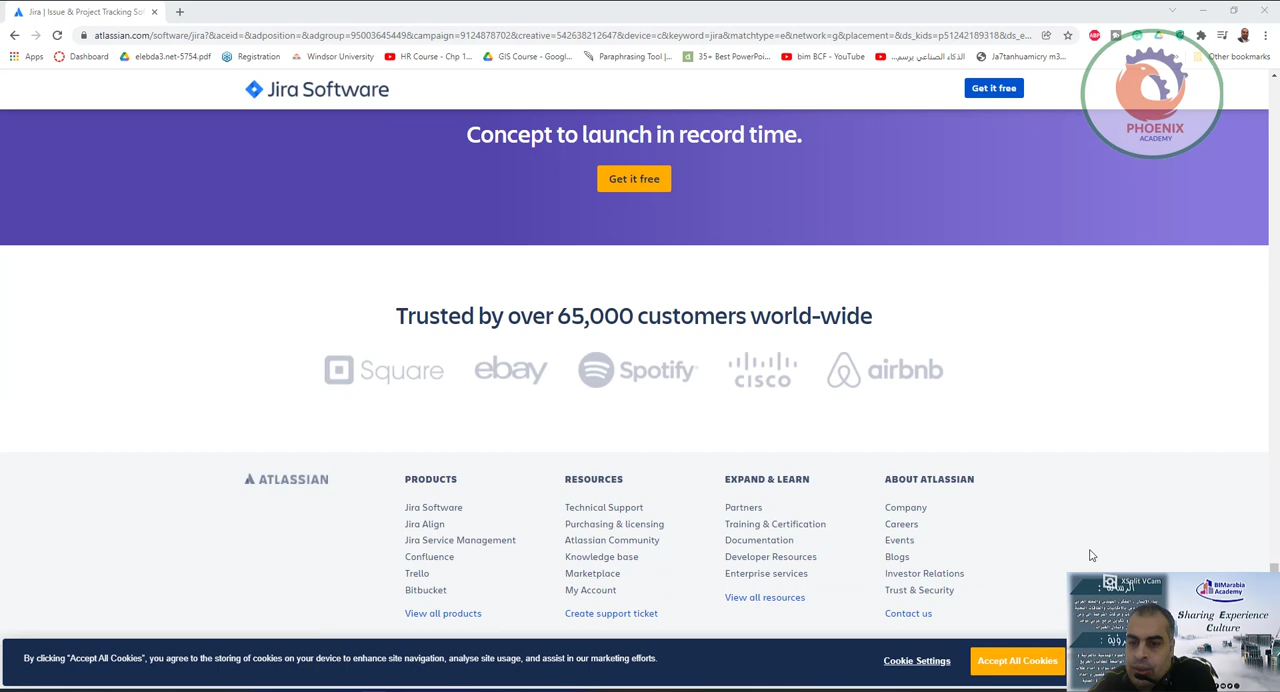 Jira | Issue & Project Tracking Sof
atlassian.com/software/jira?&aceid=&adposition=&adgroup=95003645449&campaign=9124878702&creative=542638212647&device=c&keyword=jira&matchtype=e&network=g&placement=&ds_kids=p51242189318&ds_e...
Apps Dashboard elebda3.net-5754.pdf Registration Windsor University HR Course - Chp 1... GIS Course - Googl... Paraphrasing Tool |... 35+ Best PowerPoi... bim BCF - YouTube الذكاء الصناعي يرسم... Ja7tanhuamicry m3... Other bookmarks
Jira Software
Get it free
PHOENIX
ACADEMY
Concept to launch in record time.
Get it free
Trusted by over 65,000 customers world-wide
Square ebay Spotify CISCO airbnb
ATLASSIAN
PRODUCTS
Jira Software
Jira Align
Jira Service Management
Confluence
Trello
Bitbucket
View all products
RESOURCES
Technical Support
Purchasing & licensing
Atlassian Community
Knowledge base
Marketplace
My Account
Create support ticket
EXPAND & LEARN
Partners
Training & Certification
Documentation
Developer Resources
Enterprise services
View all resources
ABOUT ATLASSIAN
Company
Careers
Events
Blogs
Investor Relations
Trust & Security
Contact us
By clicking "Accept All Cookies", you agree to the storing of cookies on your device to enhance site navigation, analyse site usage, and assist in our marketing efforts.
Cookie Settings
Accept All Cookies
XSplit VCam
BIMarabia
Academy
Sharing Experience
Culture